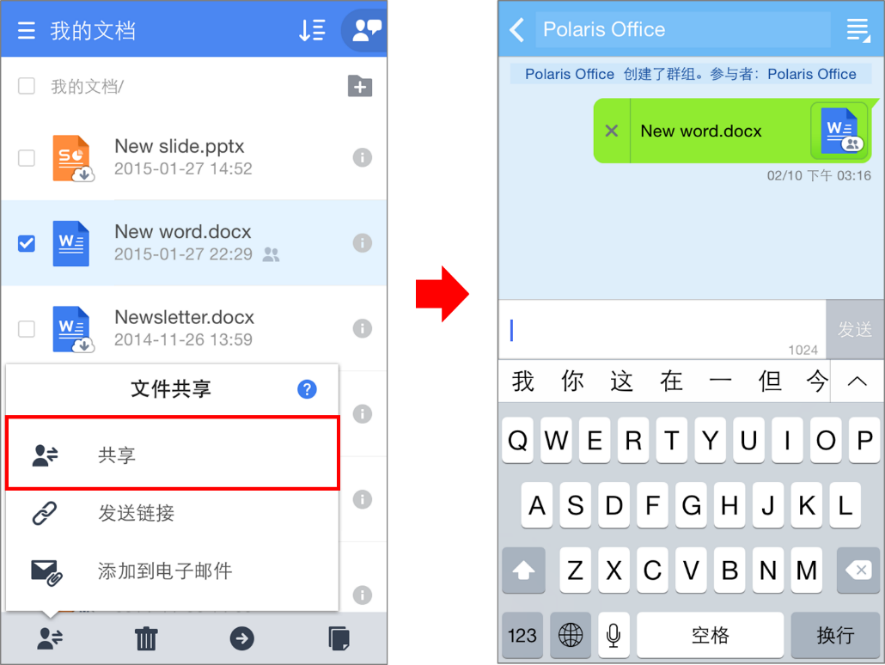 我的文档
我的文档/
New slide.pptx
2015-01-27 14:52
New word.docx
2015-01-27 22:29
Newsletter.docx
2014-11-26 13:59
文件共享 ?
共享
发送链接
添加到电子邮件
Polaris Office
Polaris Office 创建了群组。参与者: Polaris Office
New word.docx
02/10 下午 03:16
发送
1024
我 你 这 在 一 但 今
Q W E R T Y U I O P
A S D F G H J K L
Z X C V B N M
123 空格 换行